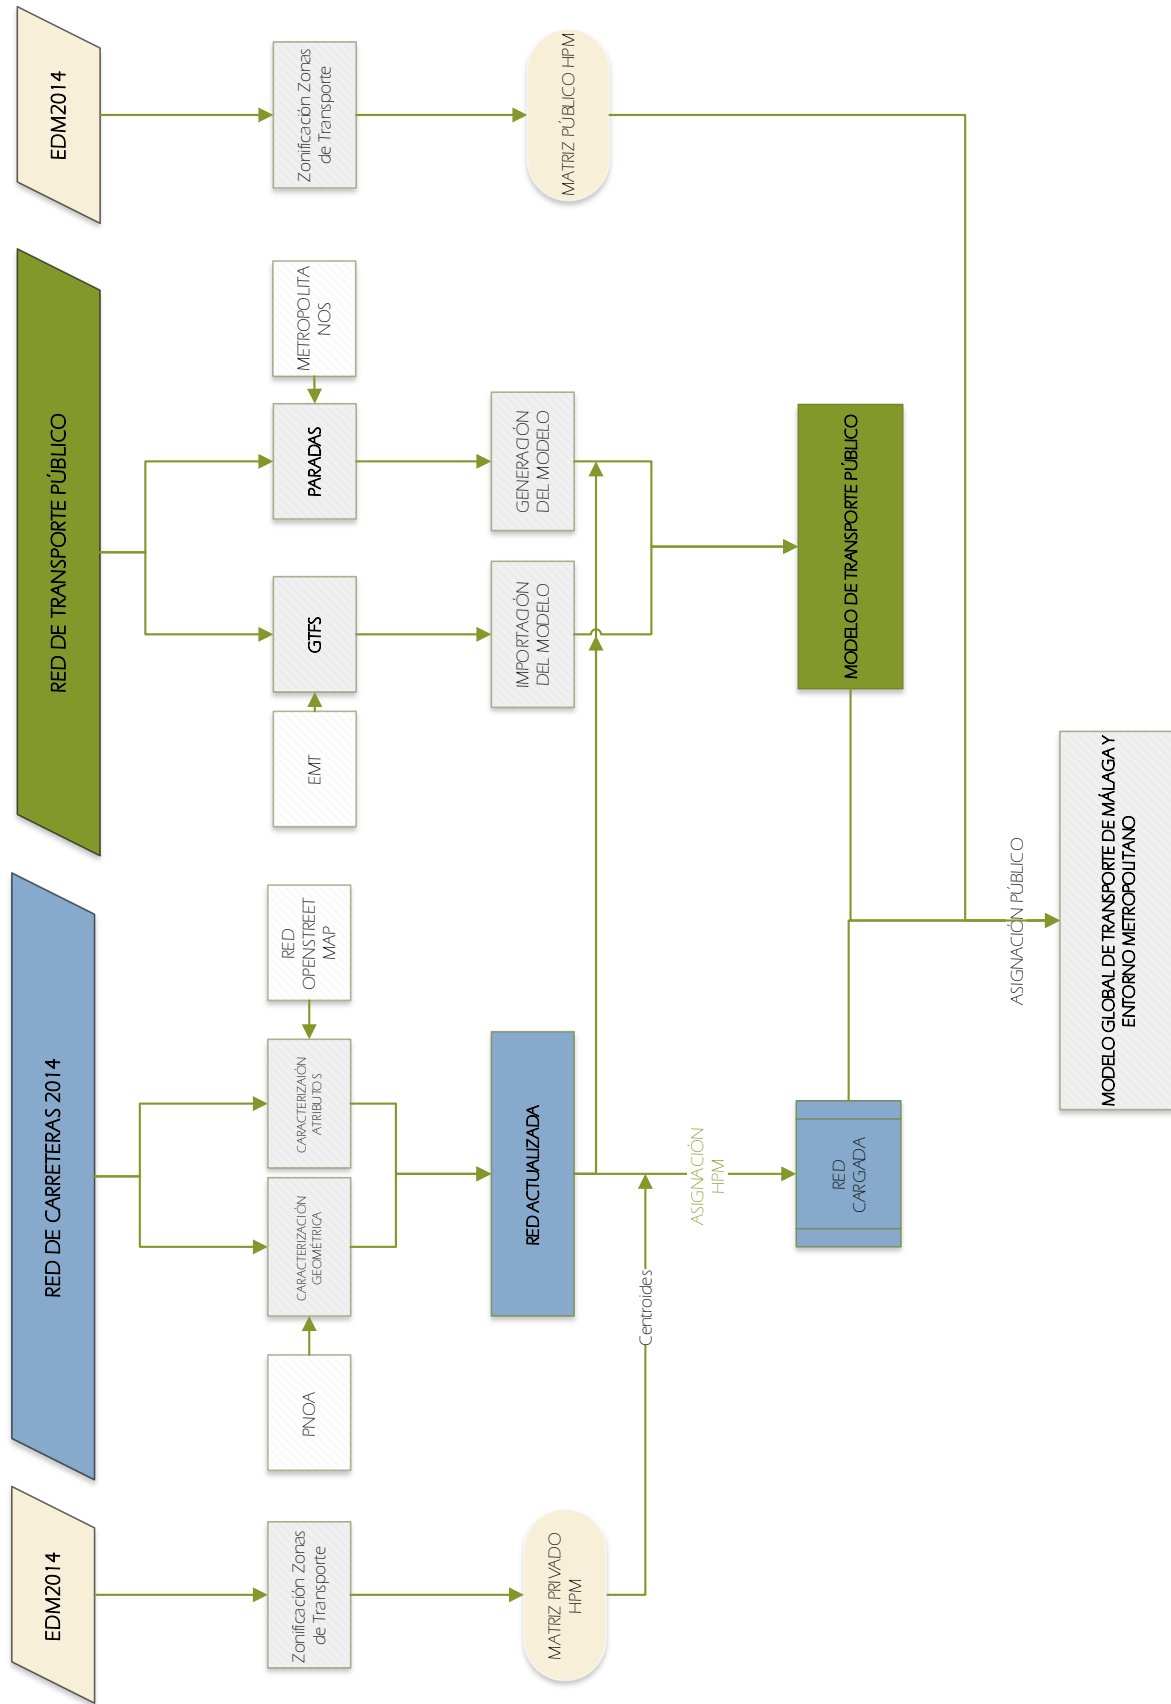 EDM2014
RED DE CARRETERAS 2014
RED DE TRANSPORTE PÚBLICO
EDM2014
Zonificación Zonas
de Transporte
PNOA
CARACTERIZACIÓN
GEOMÉTRICA
CARACTERIZAIÓN
ATRIBUTOS
RED
OPENSTREET
MAP
EMT
GTFS
PARADAS
METROPOLITA
NOS
Zonificación Zonas
de Transporte
MATRIZ PRIVADO
HPM
RED ACTUALIZADA
IMPORTACIÓN
DEL MODELO
GENERACIÓN
DEL MODELO
MATRIZ PÚBLICO HPM
Centroides
ASIGNACIÓN
HPM
RED
CARGADA
MODELO DE TRANSPORTE PÚBLICO
ASIGNACIÓN PÚBLICO
MODELO GLOBAL DE TRANSPORTE DE MÁLAGA Y
ENTORNO METROPOLITANO